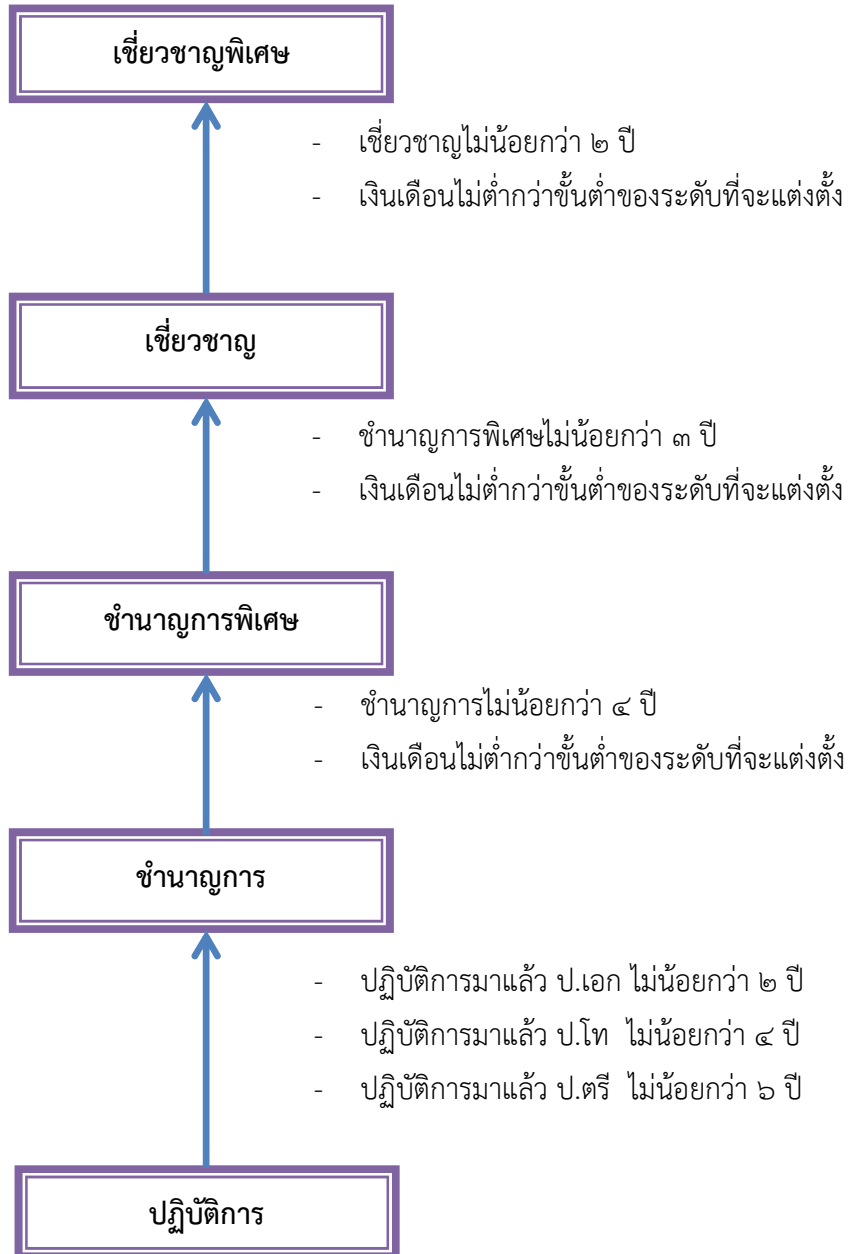 เชี่ยวชาญพิเศษ
- เชี่ยวชาญไม่น้อยกว่า ๒ ปี
- เงินเดือนไม่ต่ำกว่าขั้นต่ำของระดับที่จะแต่งตั้ง
เชี่ยวชาญ
- ชำนาญการพิเศษไม่น้อยกว่า ๓ ปี
- เงินเดือนไม่ต่ำกว่าขั้นต่ำของระดับที่จะแต่งตั้ง
ชำนาญการพิเศษ
- ชำนาญการไม่น้อยกว่า ๔ ปี
- เงินเดือนไม่ต่ำกว่าขั้นต่ำของระดับที่จะแต่งตั้ง
ชำนาญการ
- ปฏิบัติการมาแล้ว ป.เอก ไม่น้อยกว่า ๒ ปี
- ปฏิบัติการมาแล้ว ป.โท ไม่น้อยกว่า ๔ ปี
- ปฏิบัติการมาแล้ว ป.ตรี ไม่น้อยกว่า ๖ ปี
ปฏิบัติการ